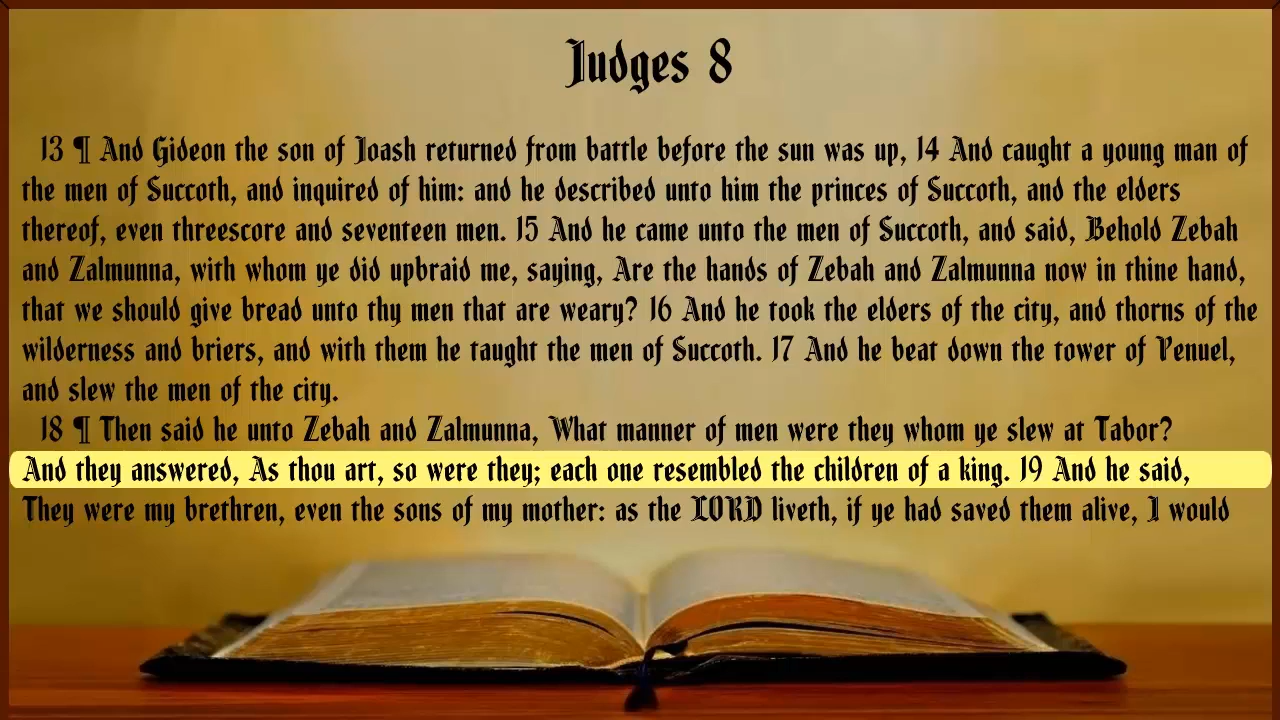 Judges 8
13 ¶ And Gideon the son of Joash returned from battle before the sun was up, 14 And caught a young man of
the men of Succoth, and inquired of him: and he described unto him the princes of Succoth, and the elders
thereof, even threescore and seventeen men. 15 And he came unto the men of Succoth, and said, Behold Zebah
and Zalmunna, with whom ye did upbraid me, saying, Are the hands of Zebah and Zalmunna now in thine hand,
that we should give bread unto thy men that are weary? 16 And he took the elders of the city, and thorns of the
wilderness and briers, and with them he taught the men of Succoth. 17 And he beat down the tower of Penuel,
and slew the men of the city.
18 ¶ Then said he unto Zebah and Zalmunna, What manner of men were they whom ye slew at Tabor?
And they answered, As thou art, so were they; each one resembled the children of a king. 19 And he said,
They were my brethren, even the sons of my mother: as the LORD liveth, if ye had saved them alive, I would